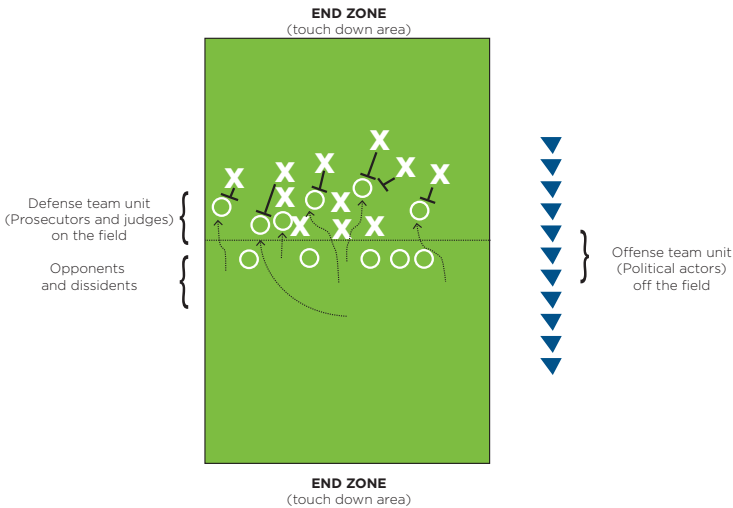 END ZONE
(touch down area)
X
X
X
X
X
X
X
X
X
X
X
Defense team unit
(Prosecutors and judges)
on the field
Opponents
and dissidents
Offense team unit
(Political actors)
off the field
END ZONE
(touch down area)